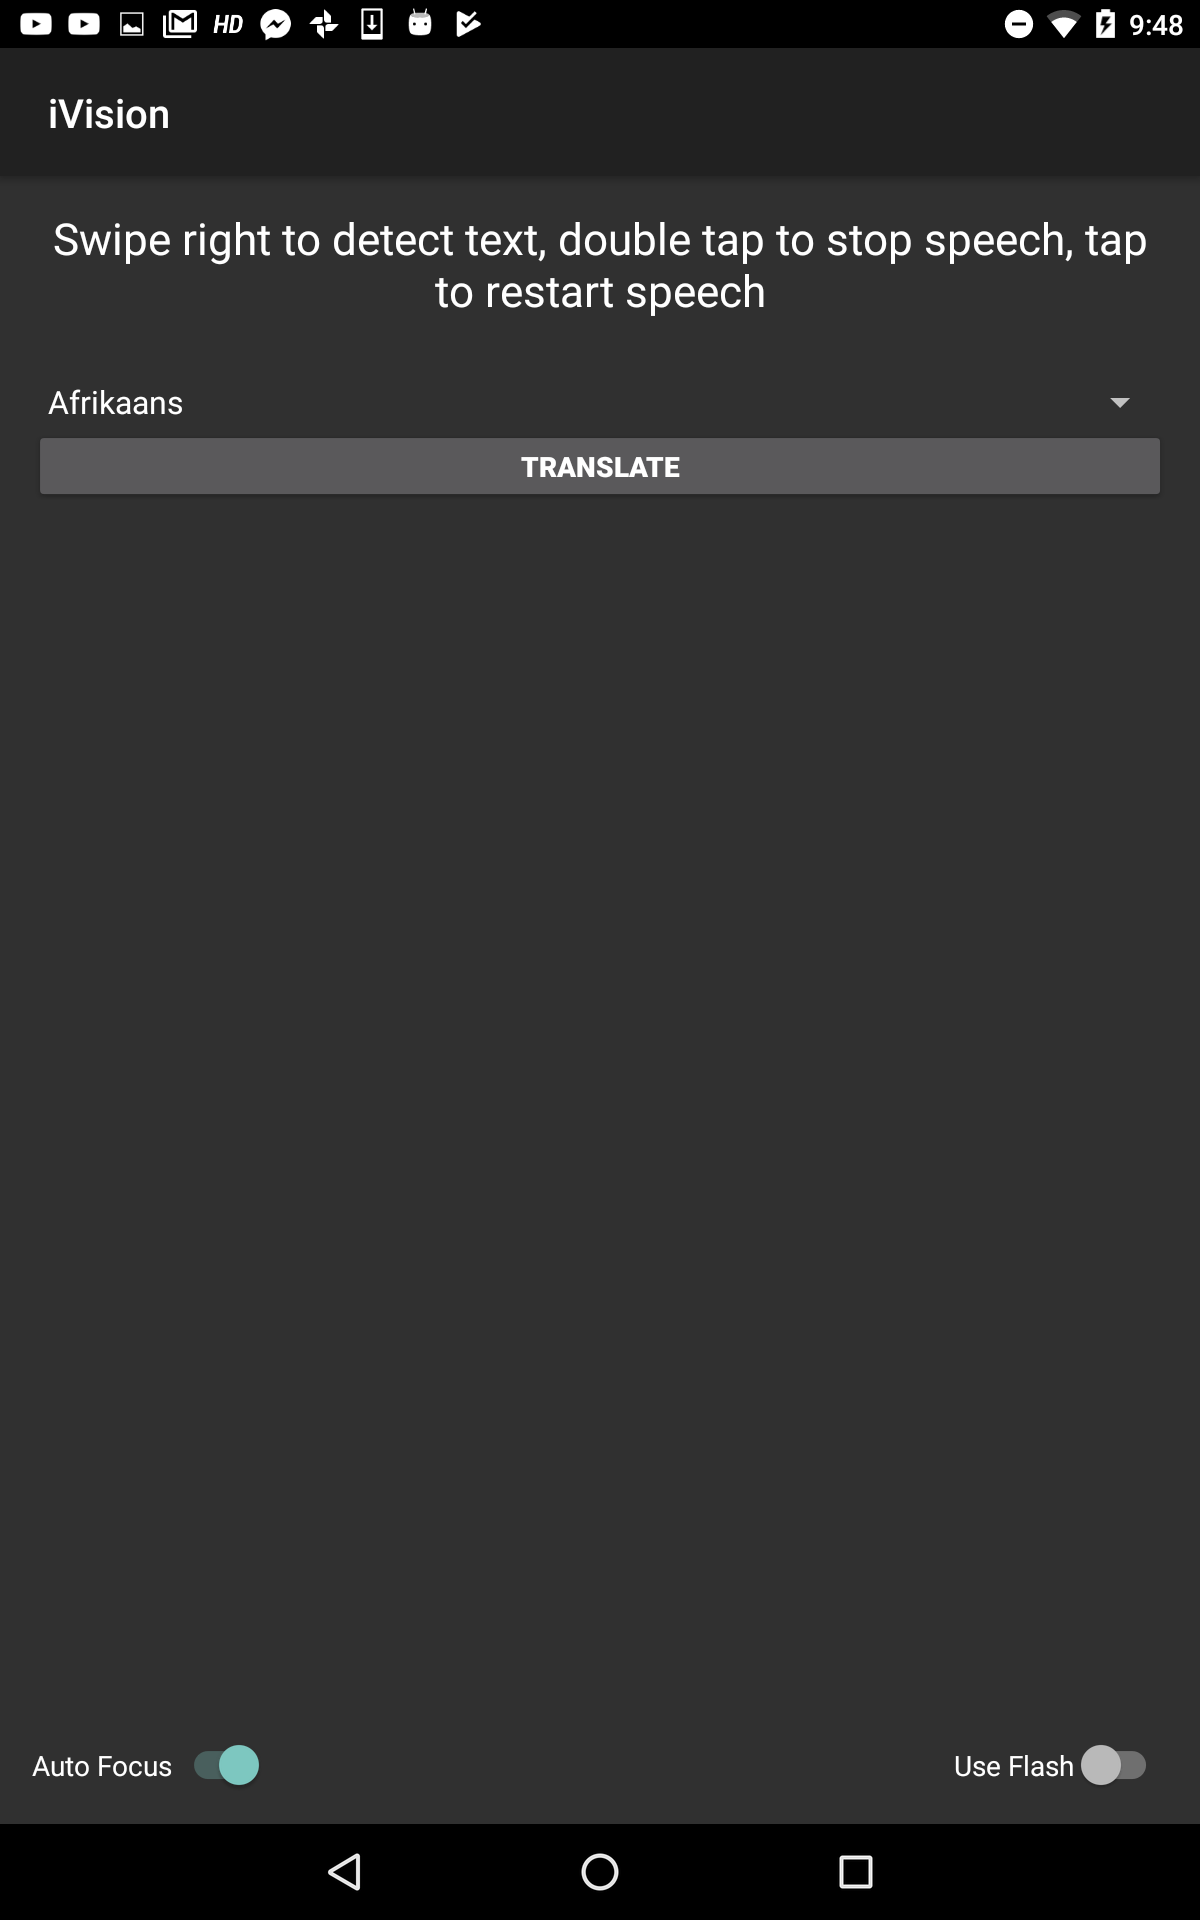 HD 9:48
iVision
Swipe right to detect text, double tap to stop speech, tap
to restart speech
Afrikaans
TRANSLATE
Auto Focus Use Flash